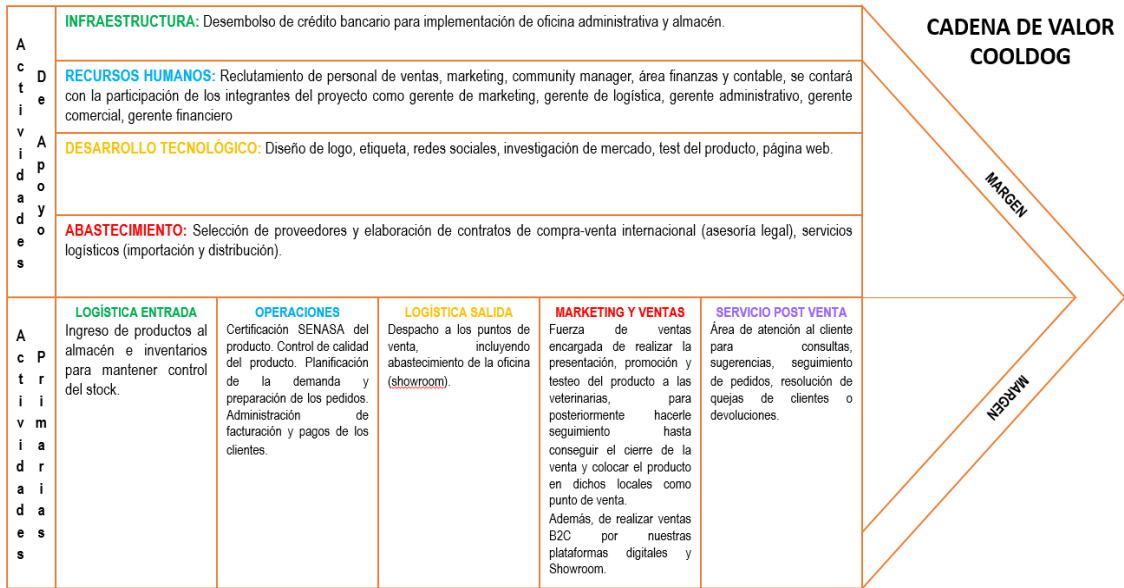 CADENA DE VALOR
COOLDOG
Actividades
De Apoyo
INFRAESTRUCTURA: Desembolso de crédito bancario para implementación de oficina administrativa y almacén.
RECURSOS HUMANOS: Reclutamiento de personal de ventas, marketing, community manager, área finanzas y contable, se contará
con la participación de los integrantes del proyecto como gerente de marketing, gerente de logística, gerente administrativo, gerente
comercial, gerente financiero
DESARROLLO TECNOLÓGICO: Diseño de logo, etiqueta, redes sociales, investigación de mercado, test del producto, página web.
ABASTECIMIENTO: Selección de proveedores y elaboración de contratos de compra-venta internacional (asesoría legal), servicios
logísticos (importación y distribución).
MARGEN
Actividades
Primarias
LOGÍSTICA ENTRADA
Ingreso de productos al
almacén e inventarios
para mantener control
del stock.
OPERACIONES
Certificación SENASA del
producto. Control de calidad
del producto. Planificación
de la demanda y
preparación de los pedidos.
Administración de
facturación y pagos de los
clientes.
LOGÍSTICA SALIDA
Despacho a los puntos de
venta, incluyendo
abastecimiento de la oficina
(showroom).
MARKETING Y VENTAS
Fuerza de ventas
encargada de realizar la
presentación, promoción y
testeo del producto a las
veterinarias, para
posteriormente hacerle
seguimiento hasta
conseguir el cierre de la
venta y colocar el producto
en dichos locales como
punto de venta.
Además, de realizar ventas
B2C por nuestras
plataformas digitales y
Showroom.
SERVICIO POST VENTA
Área de atención al cliente
para consultas,
sugerencias, seguimiento
de pedidos, resolución de
quejas de clientes o
devoluciones.
MARGEN